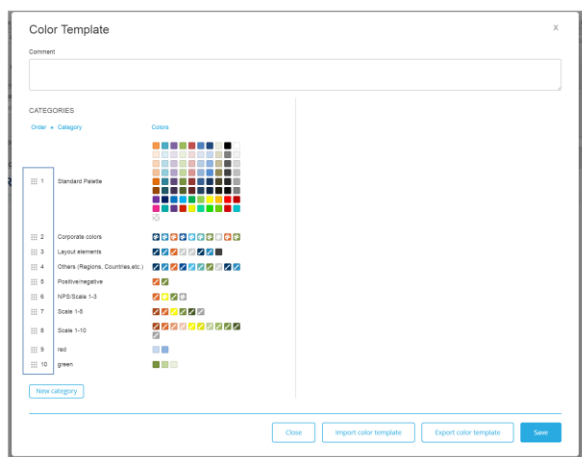 Color Template
X
Comment
CATEGORIES
Order Category Colors
1 Standard Palette
2 Corporate colors
3 Layout elements
4 Others (Regions, Countries,etc.)
5 Positive/negative
6 NPS/Scale 1-3
7 Scale 1-5
8 Scale 1-10
9 red
10 green
New category
Close Import color template Export color template Save